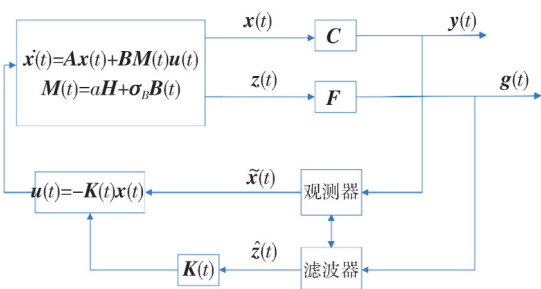 x(t)
C
y(t)
ẋ(t)=Ax(t)+BM(t)u(t)
M(t)=aH+σ_B B(t)
z(t)
F
g(t)
u(t)=-K(t)x(t)
x̃(t)
观测器
K(t)
ẑ(t)
滤波器